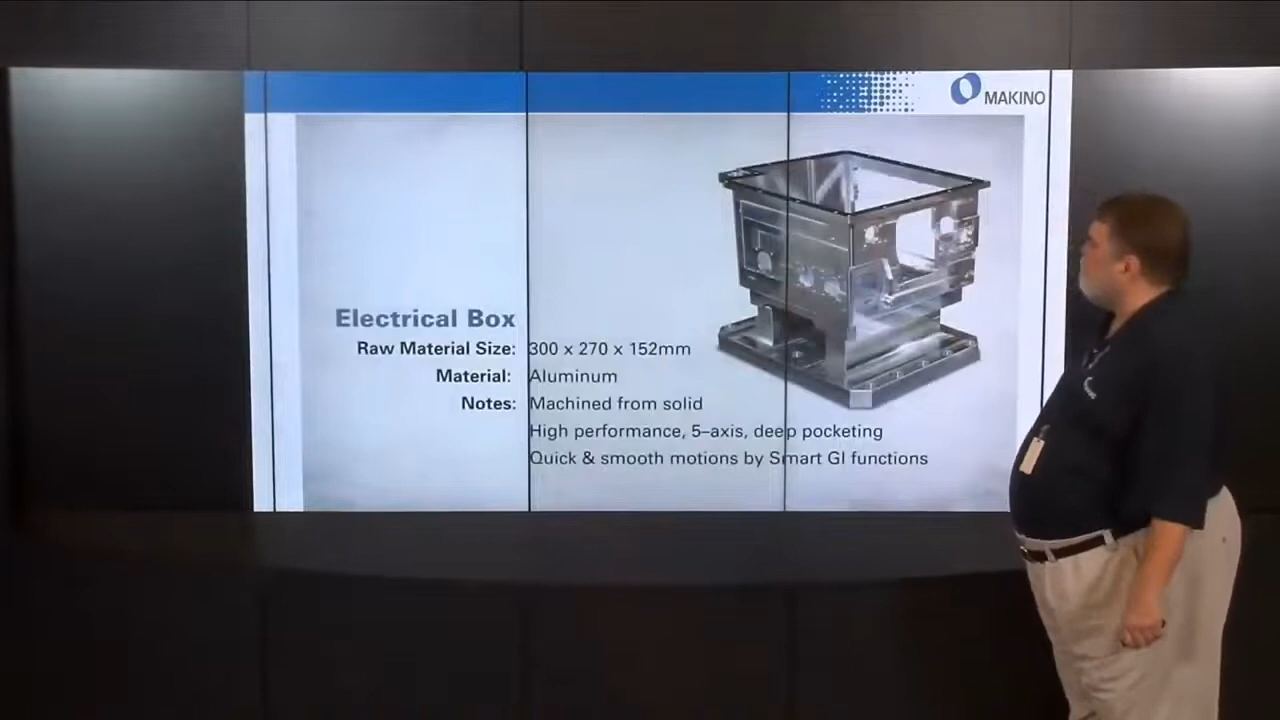 MAKINO
Electrical Box
Raw Material Size: 300 x 270 x 152mm
Material: Aluminum
Notes: Machined from solid
High performance, 5–axis, deep pocketing
Quick & smooth motions by Smart GI functions